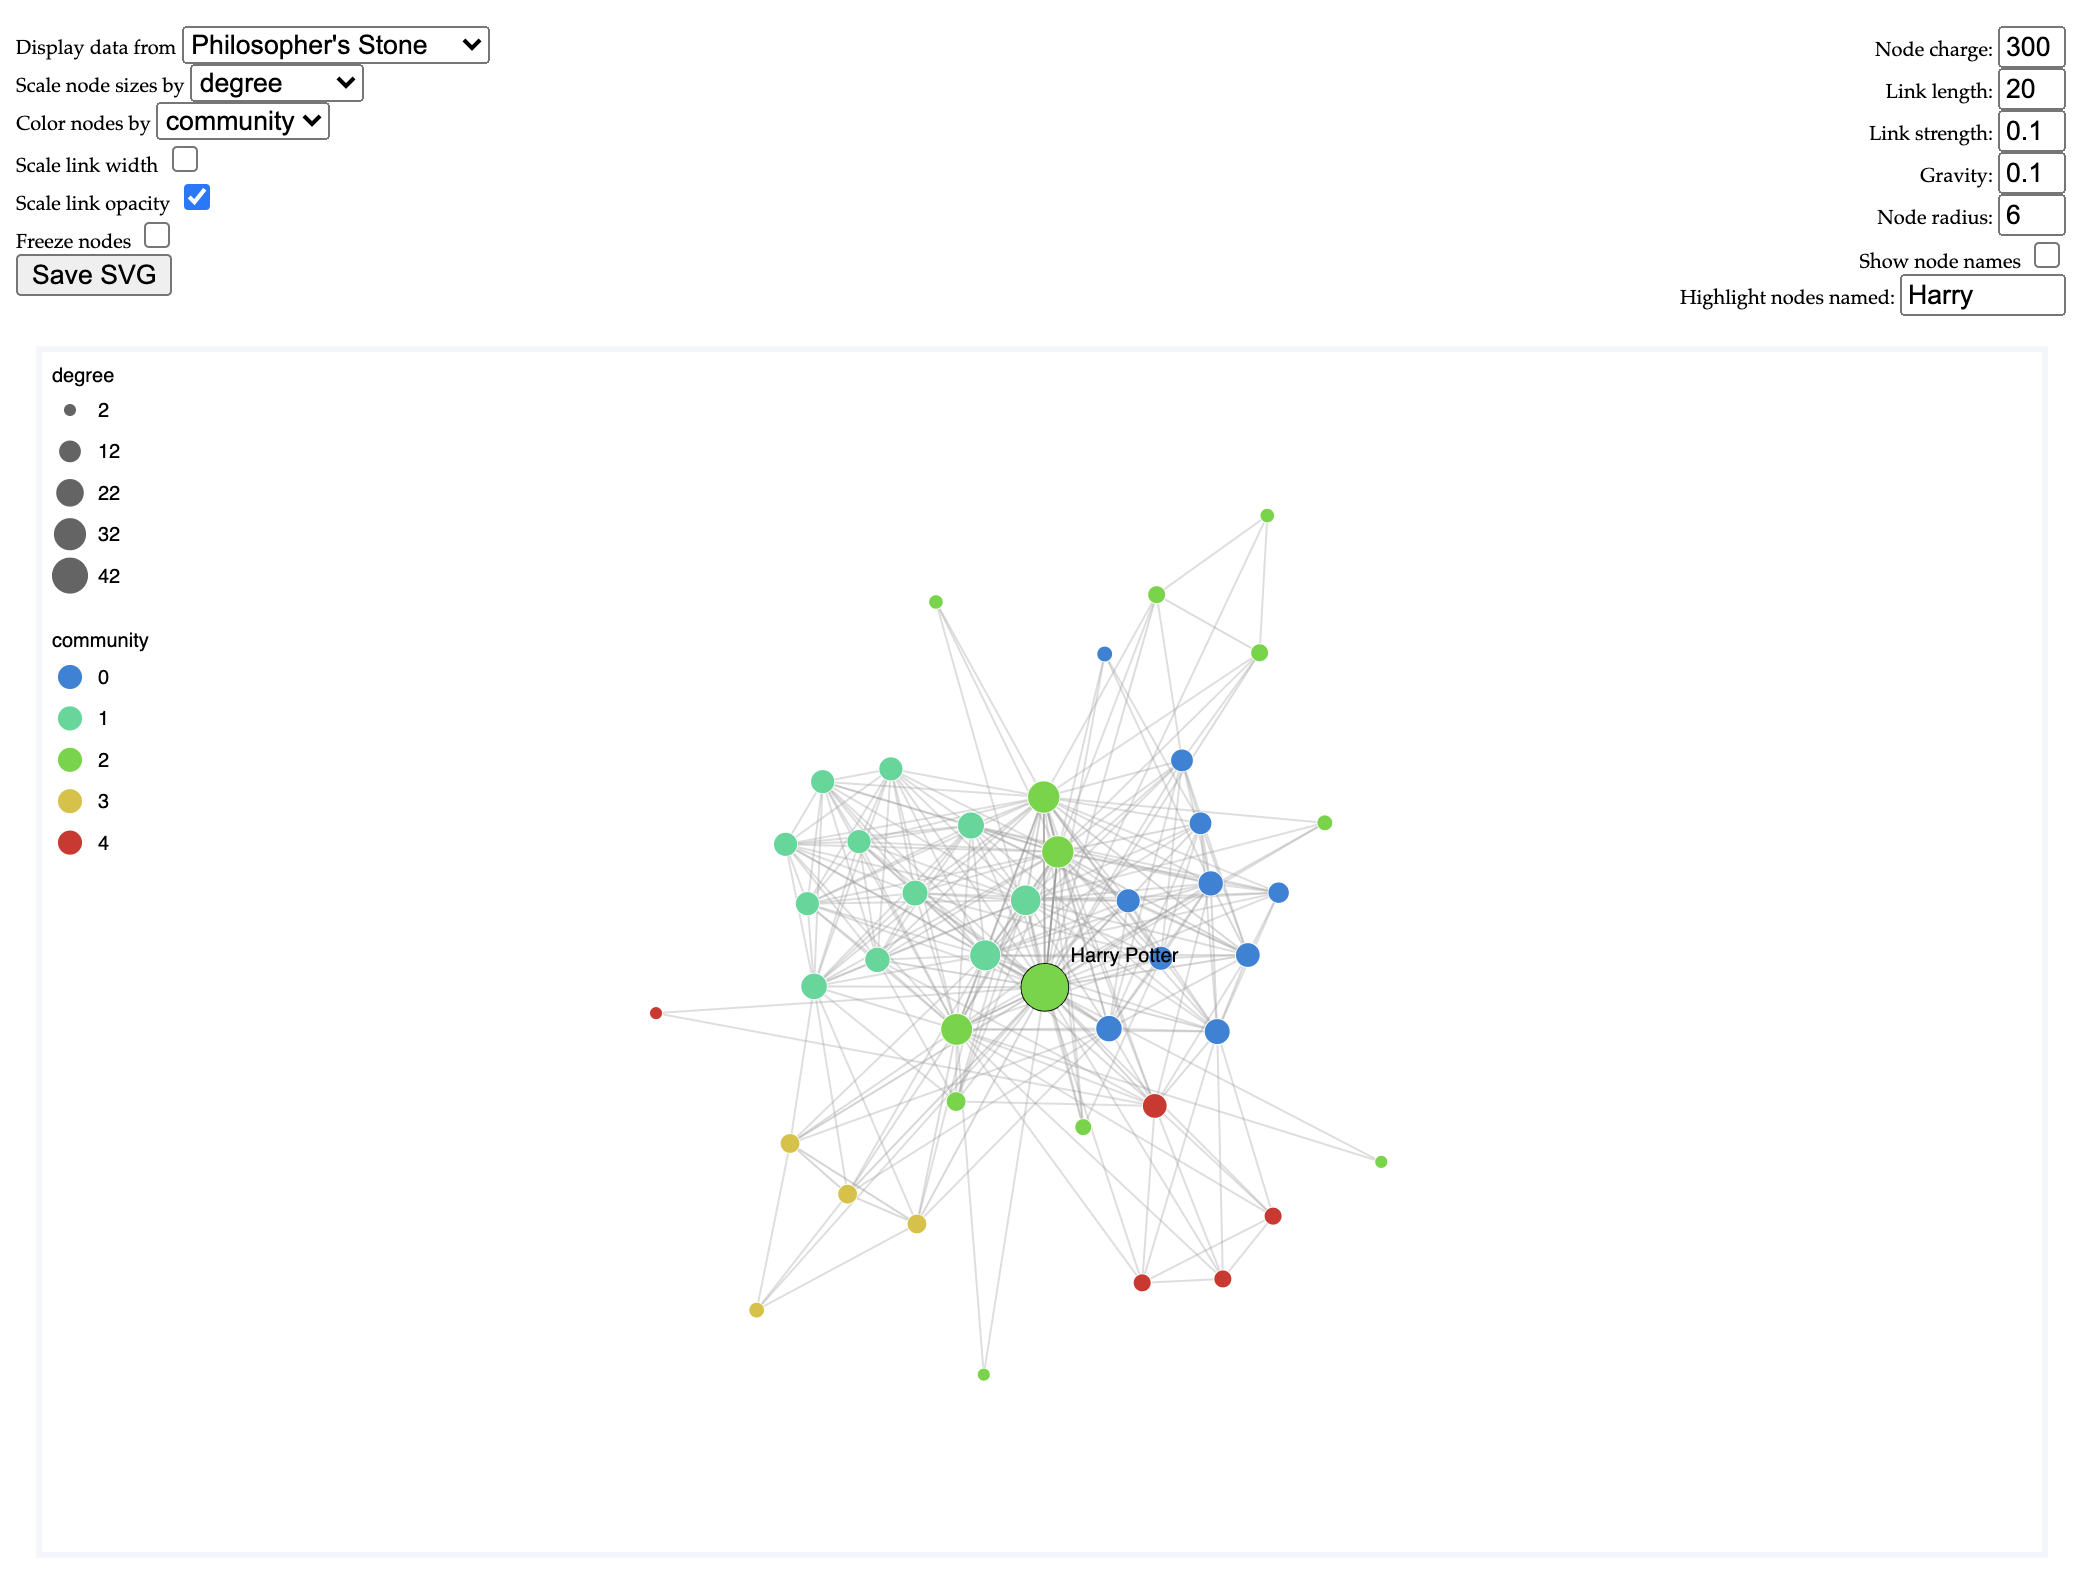 Display data from Philosopher's Stone
Scale node sizes by degree
Color nodes by community
Scale link width
Scale link opacity
Freeze nodes
Save SVG
Node charge: 300
Link length: 20
Link strength: 0.1
Gravity: 0.1
Node radius: 6
Show node names
Highlight nodes named: Harry
degree
2
12
22
32
42
community
0
1
2
3
4
Harry Potter